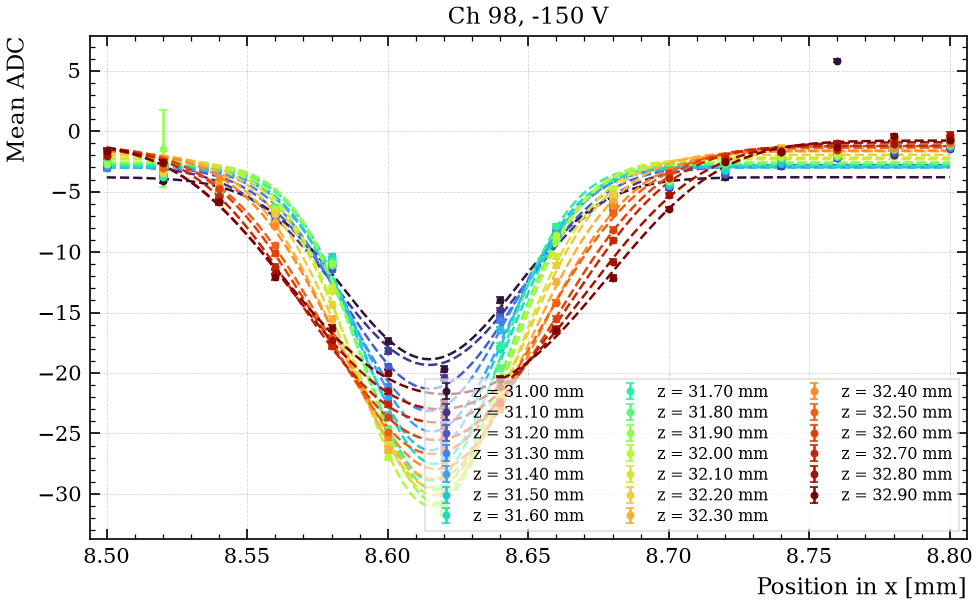 Ch 98, -150 V
Mean ADC
5
0
−5
−10
−15
−20
−25
−30
z = 31.00 mm
z = 31.10 mm
z = 31.20 mm
z = 31.30 mm
z = 31.40 mm
z = 31.50 mm
z = 31.60 mm
z = 31.70 mm
z = 31.80 mm
z = 31.90 mm
z = 32.00 mm
z = 32.10 mm
z = 32.20 mm
z = 32.30 mm
z = 32.40 mm
z = 32.50 mm
z = 32.60 mm
z = 32.70 mm
z = 32.80 mm
z = 32.90 mm
8.50 8.55 8.60 8.65 8.70 8.75 8.80
Position in x [mm]